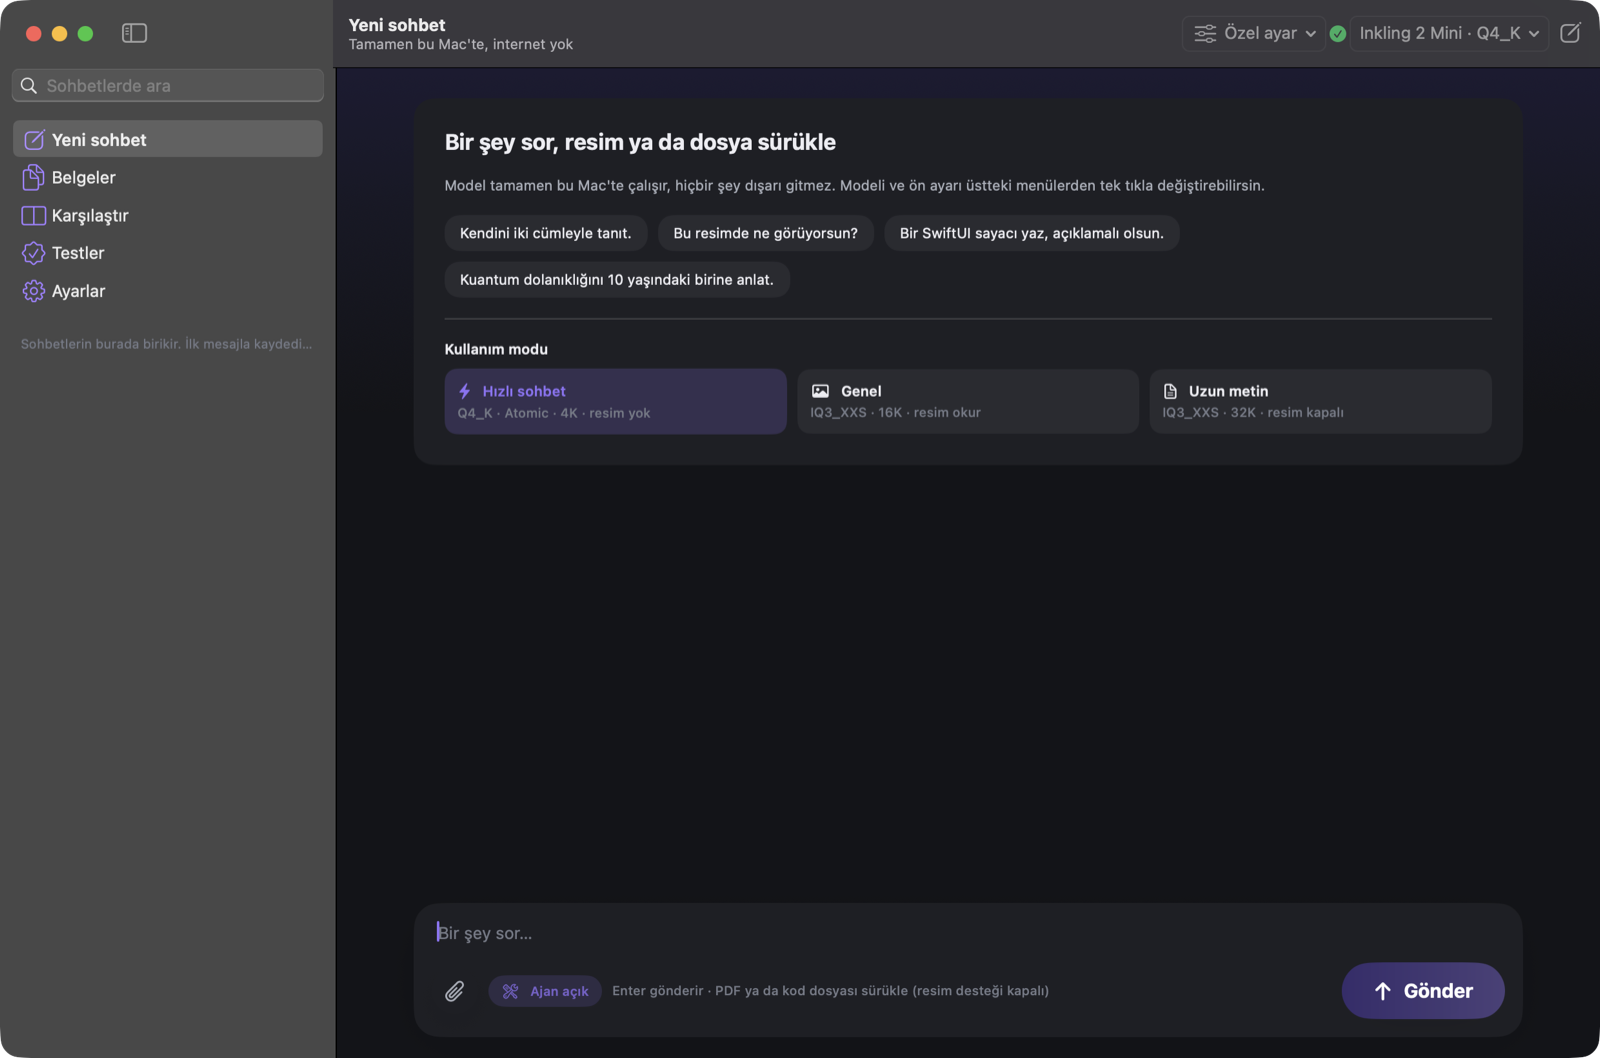 Yeni sohbet
Tamamen bu Mac'te, internet yok
Özel ayar
Inkling 2 Mini · Q4_K
Sohbetlerde ara
Yeni sohbet
Belgeler
Karşılaştır
Testler
Ayarlar
Sohbetlerin burada birikir. İlk mesajla kaydedi...
Bir şey sor, resim ya da dosya sürükle
Model tamamen bu Mac'te çalışır, hiçbir şey dışarı gitmez. Modeli ve ön ayarı üstteki menülerden tek tıkla değiştirebilirsin.
Kendini iki cümleyle tanıt.
Bu resimde ne görüyorsun?
Bir SwiftUI sayacı yaz, açıklamalı olsun.
Kuantum dolanıklığını 10 yaşındaki birine anlat.
Kullanım modu
Hızlı sohbet
Q4_K · Atomic · 4K · resim yok
Genel
IQ3_XXS · 16K · resim okur
Uzun metin
IQ3_XXS · 32K · resim kapalı
Bir şey sor...
Ajan açık
Enter gönderir · PDF ya da kod dosyası sürükle (resim desteği kapalı)
Gönder